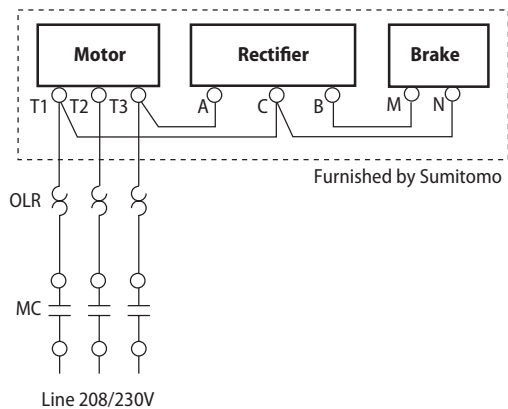 Motor Rectifier Brake
T1 T2 T3 A C B M N
Furnished by Sumitomo
OLR
MC
Line 208/230V